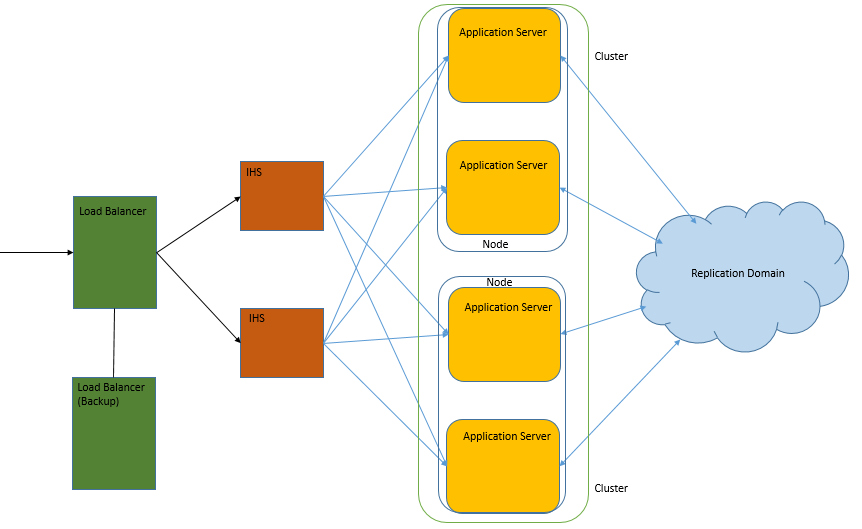 Load Balancer
Load Balancer
(Backup)
IHS
IHS
Application Server
Application Server
Node
Node
Application Server
Application Server
Cluster
Cluster
Replication Domain